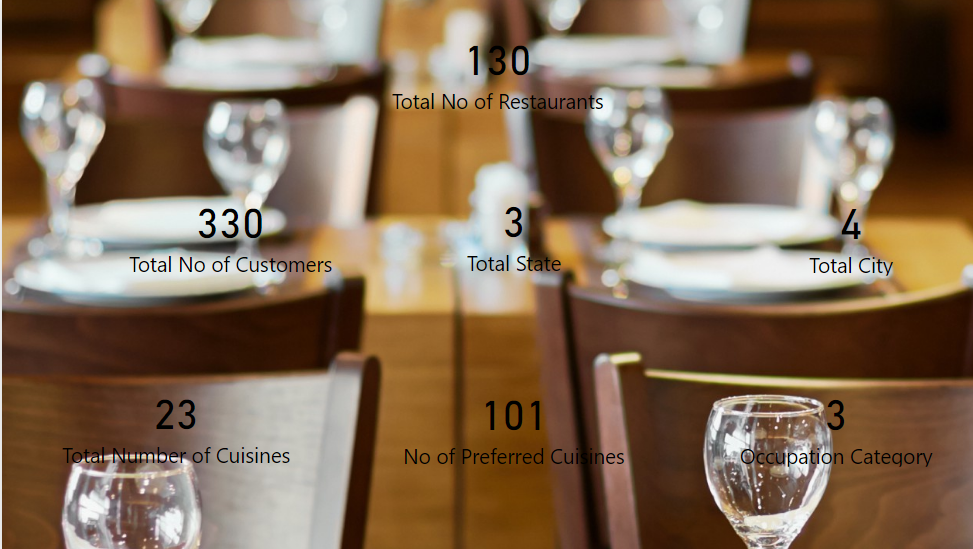 130
Total No of Restaurants
330
Total No of Customers
3
Total State
4
Total City
23
Total Number of Cuisines
101
No of Preferred Cuisines
3
Occupation Category